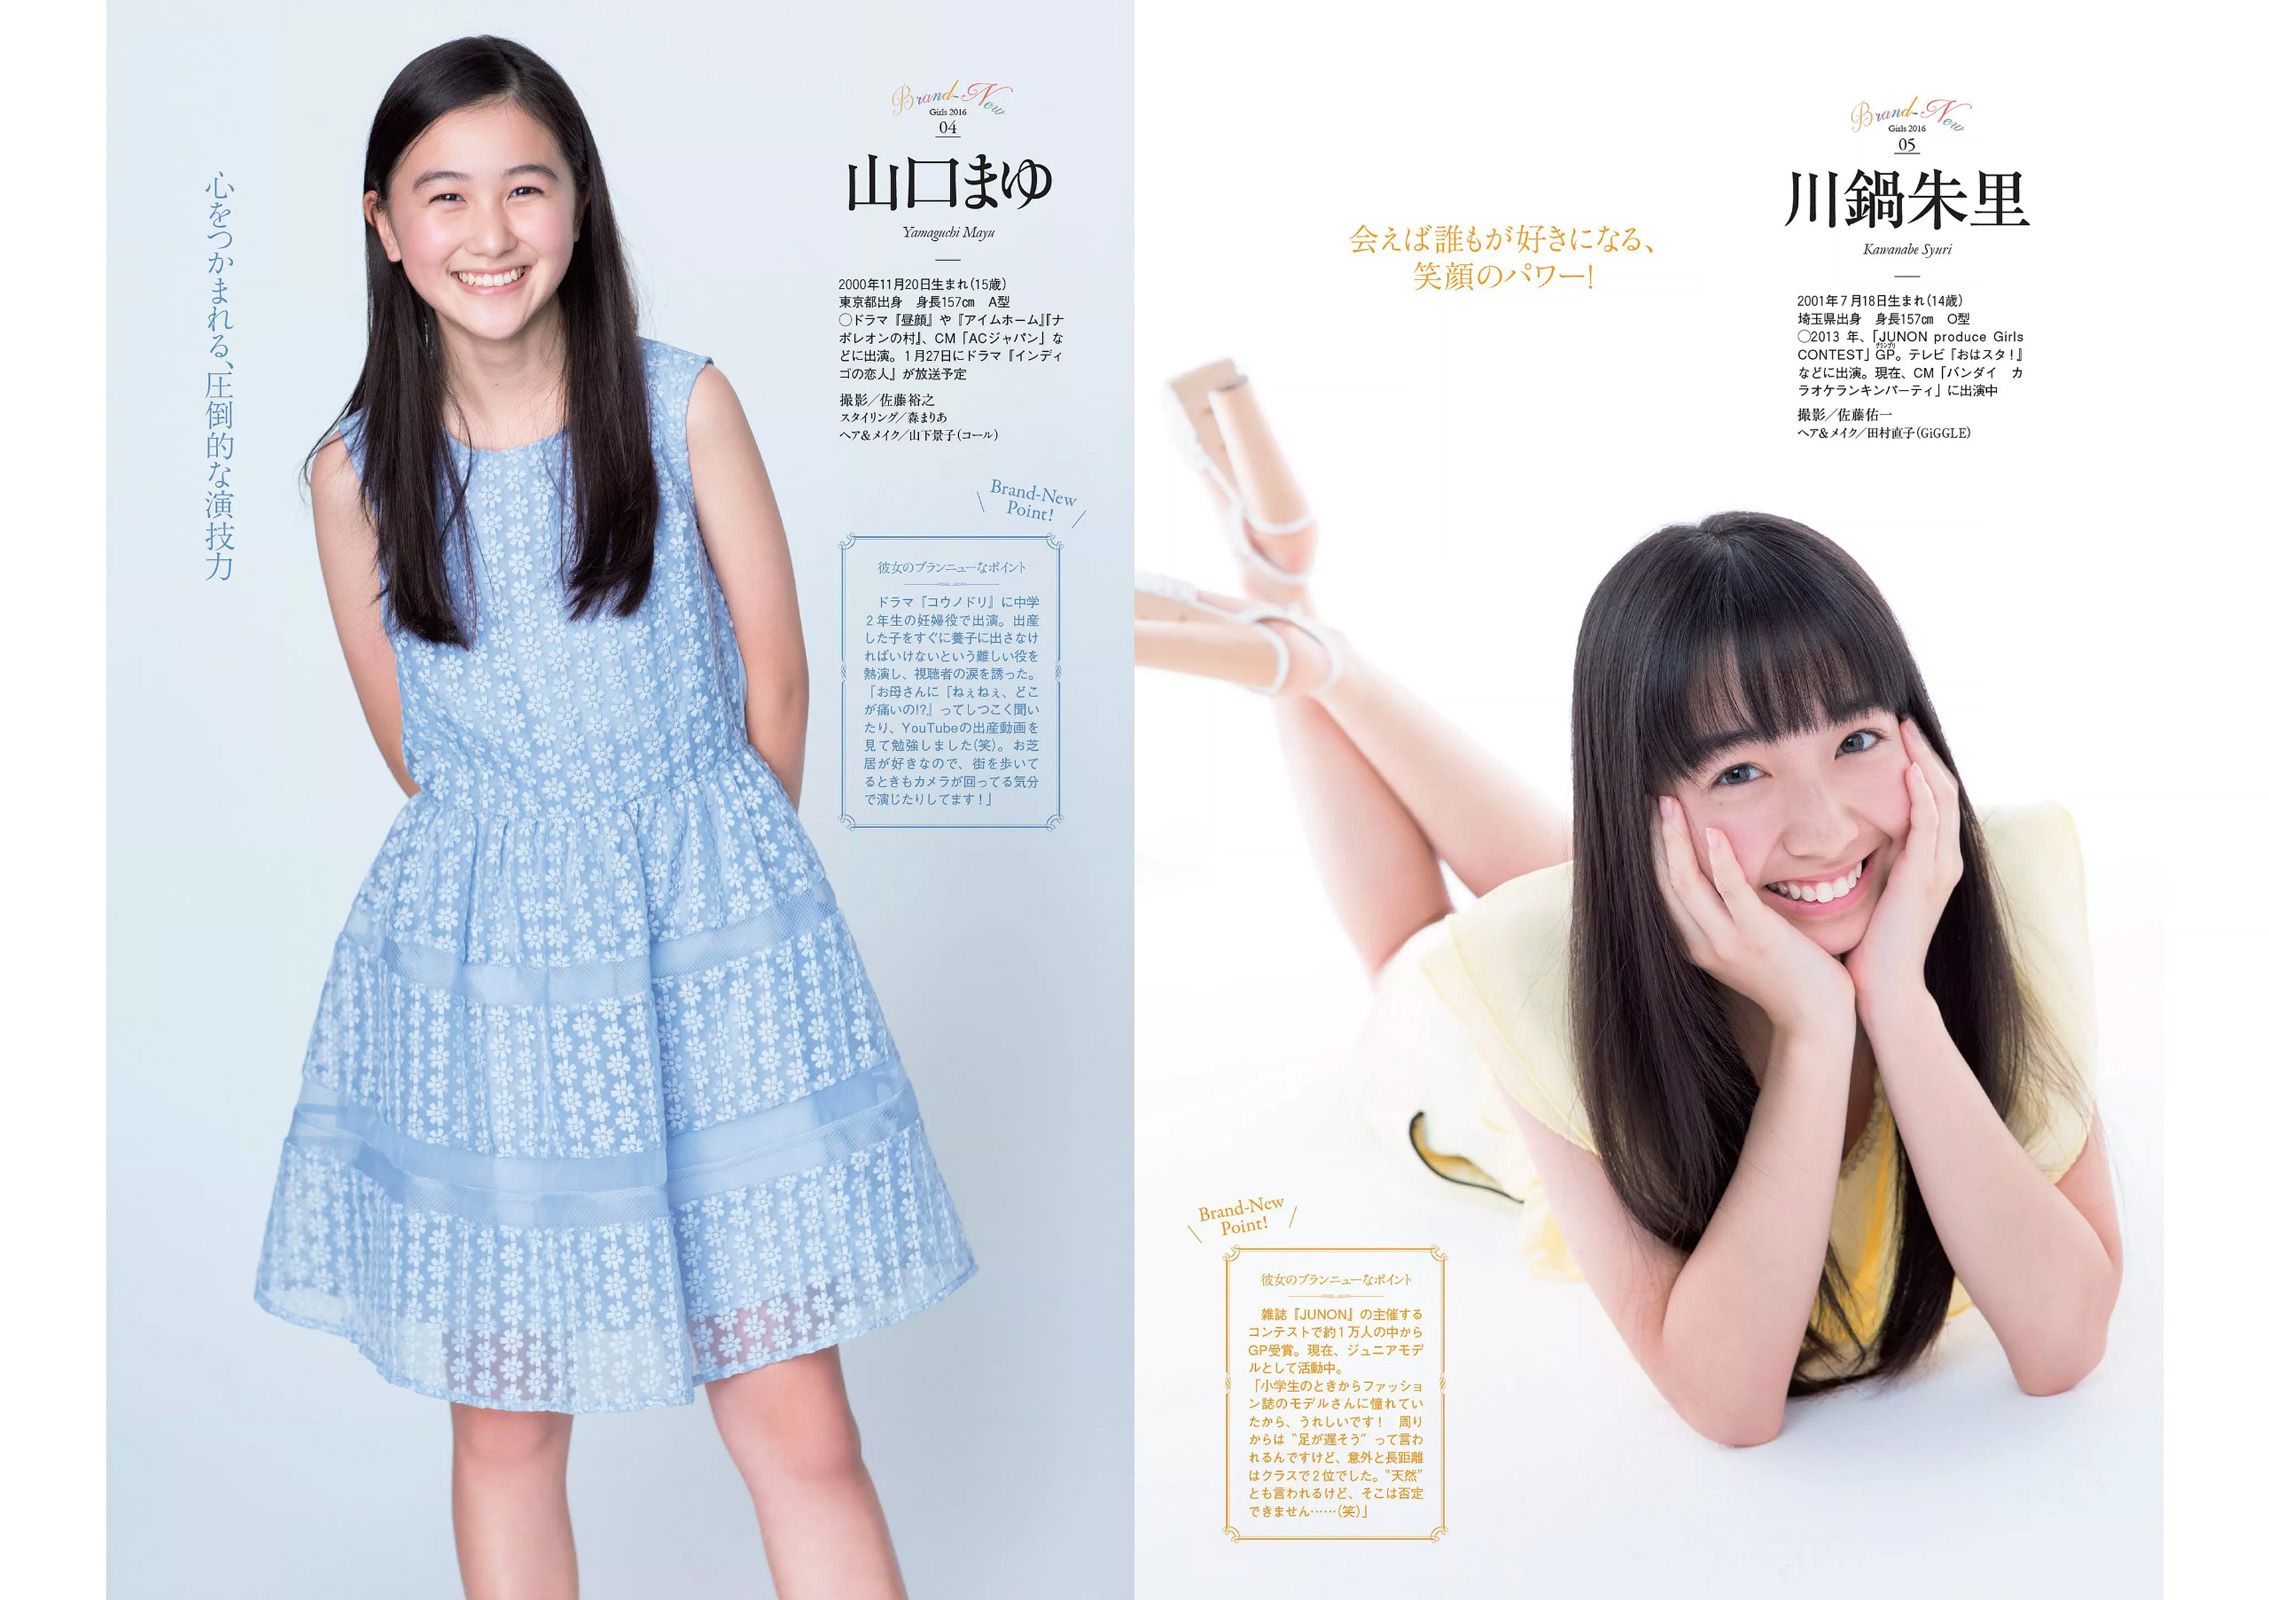 心をつかまれる、圧倒的な演技力
Brand-New
Girls 2016
04
山口まゆ
Yamaguchi Mayu
2000年11月20日生まれ(15歳)
東京都出身　身長157㎝　A型
◯ドラマ『昼顔』や『アイムホーム』『ナ
ポレオンの村』、CM「ACジャパン」な
どに出演。1月27日にドラマ『インディ
ゴの恋人』が放送予定
撮影／佐藤裕之
スタイリング／森まりあ
ヘア&メイク／山下景子(コール)
Brand-New
Point!
彼女のブランニューなポイント
ドラマ『コウノドリ』に中学
2年生の妊婦役で出演。出産
した子をすぐに養子に出さなけ
ればいけないという難しい役を
熱演し、視聴者の涙を誘った。
「お母さんに『ねぇねぇ、どこ
が痛いの!?』ってしつこく聞い
たり、YouTubeの出産動画を
見て勉強しました(笑)。お芝
居が好きなので、街を歩いて
るときもカメラが回ってる気分
で演じたりしてます！」
会えば誰もが好きになる、
笑顔のパワー！
Brand-New
Girls 2016
05
川鍋朱里
Kawanabe Syuri
2001年7月18日生まれ(14歳)
埼玉県出身　身長157㎝　O型
◯2013 年、「JUNON produce Girls
グランプリ
CONTEST」GP。テレビ『おはスタ！』
などに出演。現在、CM「バンダイ　カ
ラオケランキンパーティ」に出演中
撮影／佐藤佑一
ヘア&メイク／田村直子(GiGGLE)
Brand-New
Point!
彼女のブランニューなポイント
雑誌『JUNON』の主催する
コンテストで約1万人の中から
GP受賞。現在、ジュニアモデ
ルとして活動中。
「小学生のときからファッショ
ン誌のモデルさんに憧れてい
たから、うれしいです！　周り
からは〝足が遅そう〟って言わ
れるんですけど、意外と長距離
はクラスで2位でした。〝天然〟
とも言われるけど、そこは否定
できません……(笑)」